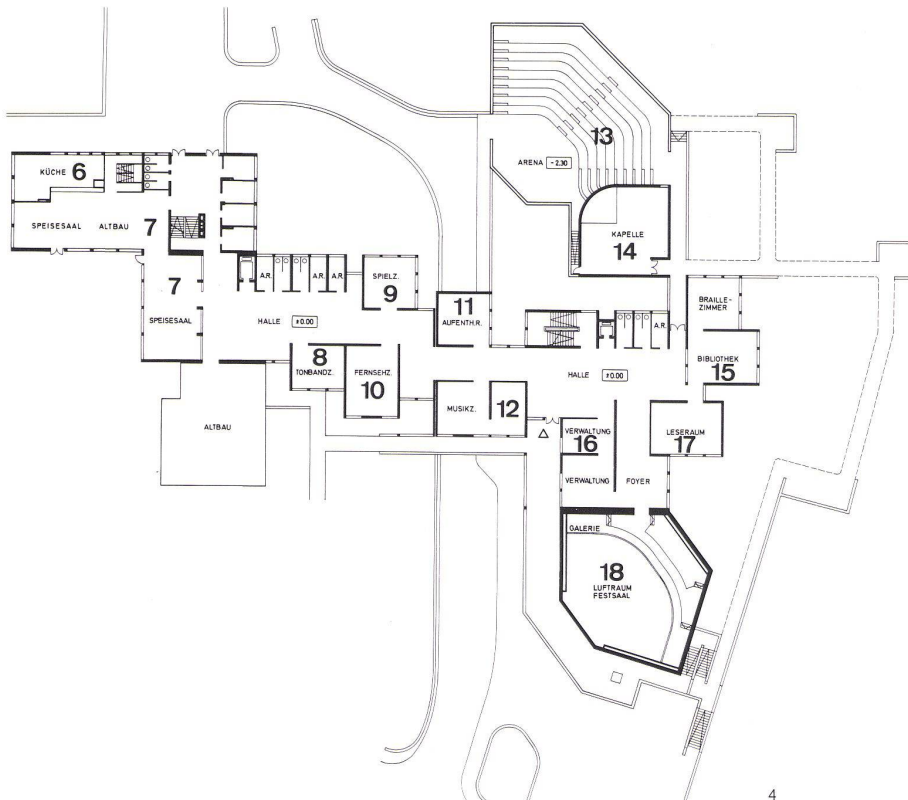 13
ARENA
- 2.30
KÜCHE 6
SPEISESAAL ALTBAU 7
KAPELLE
14
7
SPEISESAAL
A.R.
A.R.
A.R.
SPIELZ.
9
11
AUFENTH.R.
BRAILLE-
ZIMMER
HALLE
±0.00
A.R.
8
TONBANDZ.
FERNSEHZ.
10
HALLE
±0.00
BIBLIOTHEK
15
MUSIKZ.
12
ALTBAU
VERWALTUNG
16
LESERAUM
17
VERWALTUNG
FOYER
GALERIE
18
LUFTRAUM
FESTSAAL
4